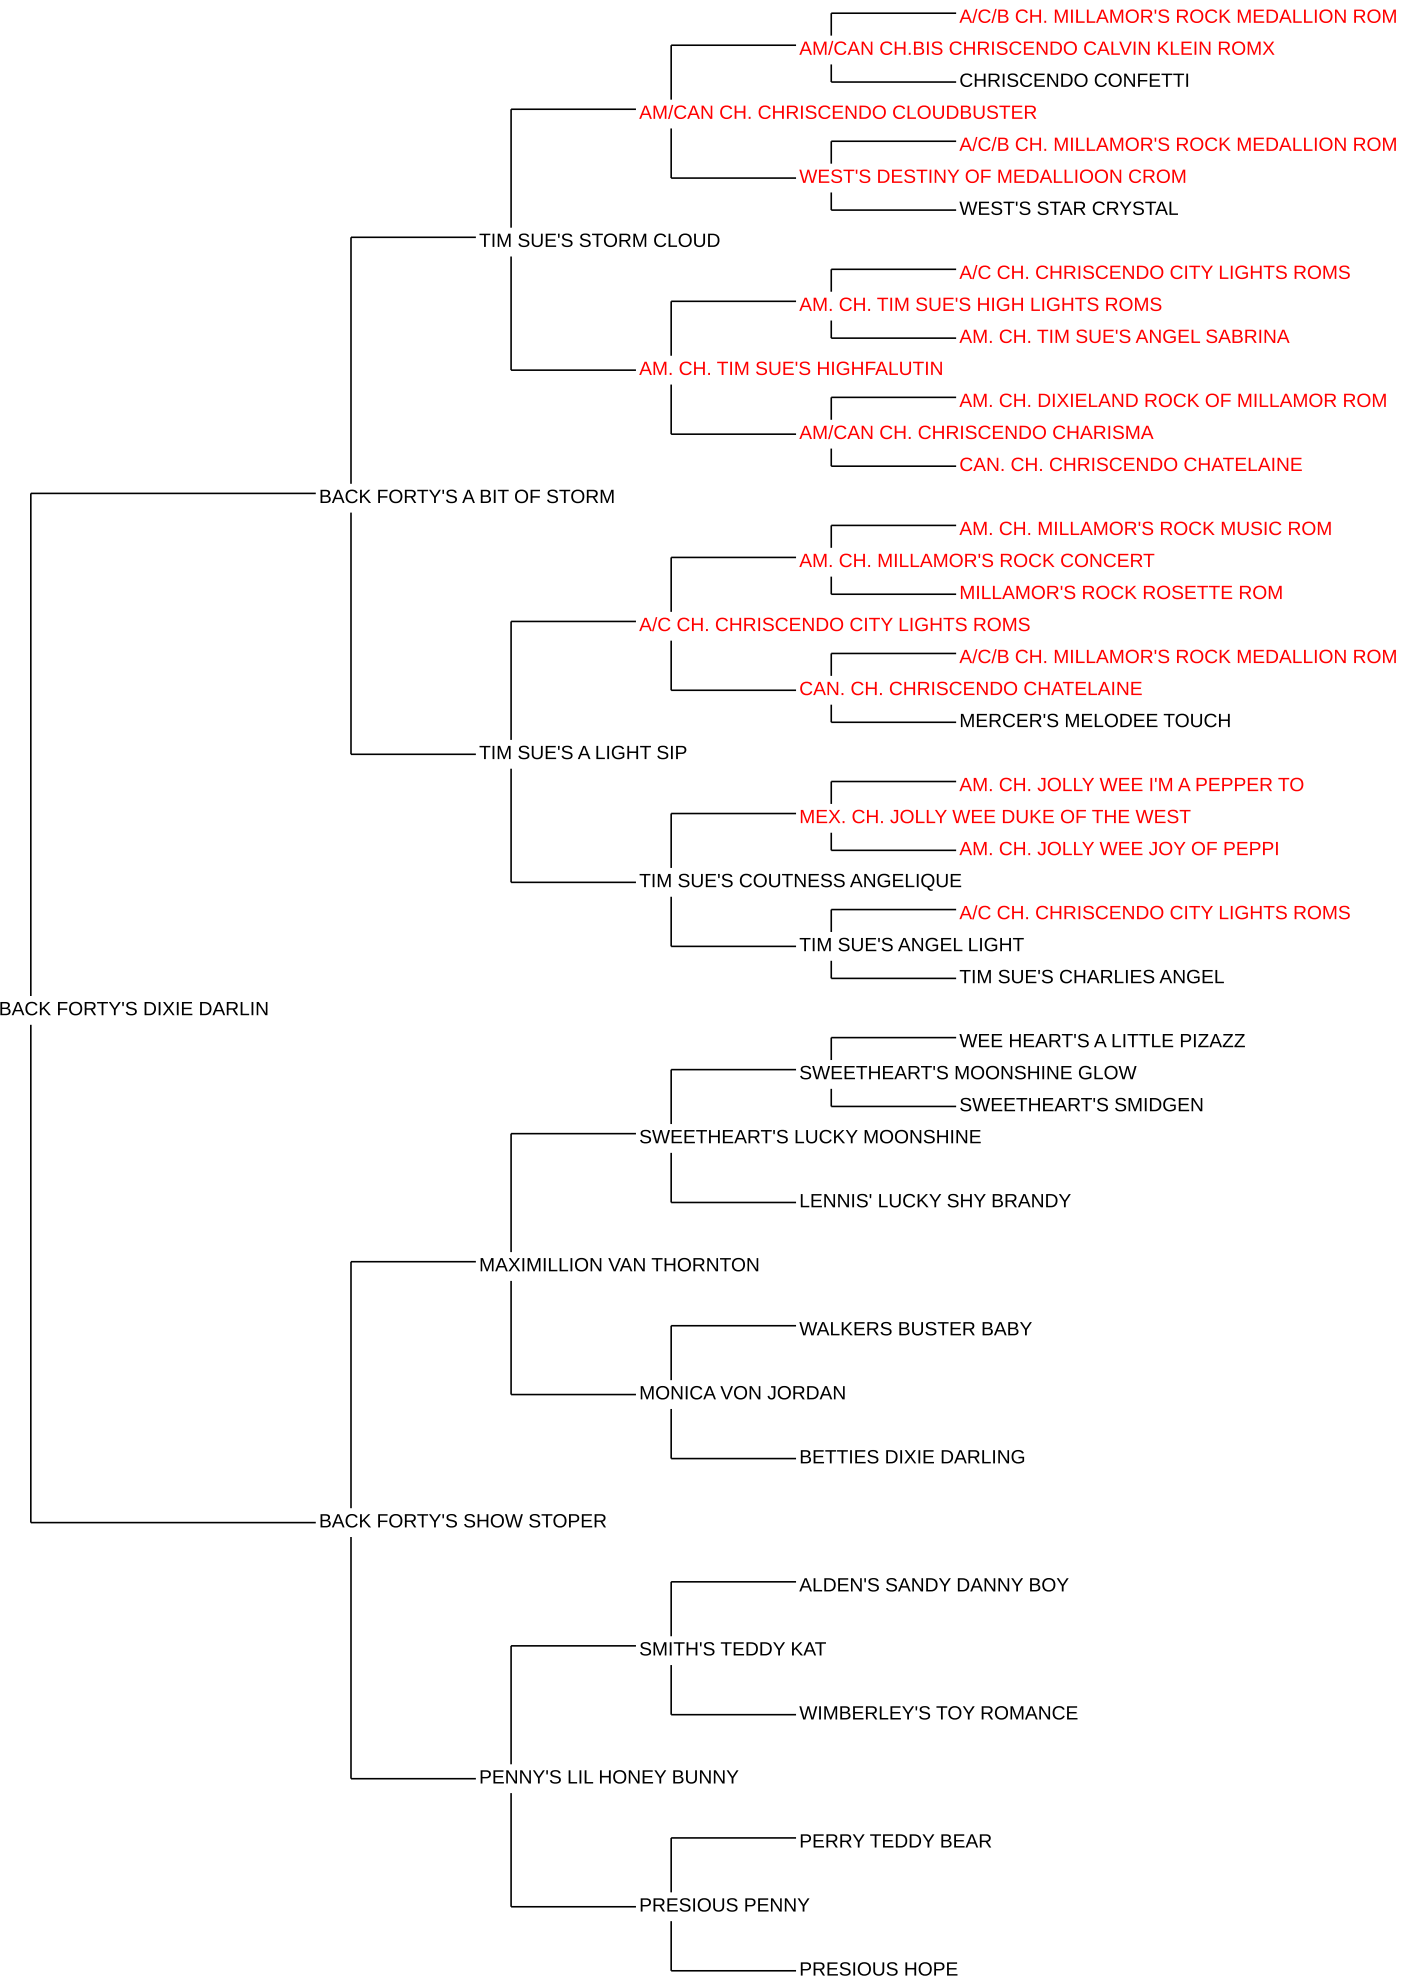 A/C/B CH. MILLAMOR'S ROCK MEDALLION ROM
AM/CAN CH.BIS CHRISCENDO CALVIN KLEIN ROMX
CHRISCENDO CONFETTI
AM/CAN CH. CHRISCENDO CLOUDBUSTER
A/C/B CH. MILLAMOR'S ROCK MEDALLION ROM
WEST'S DESTINY OF MEDALLIOON CROM
WEST'S STAR CRYSTAL
TIM SUE'S STORM CLOUD
A/C CH. CHRISCENDO CITY LIGHTS ROMS
AM. CH. TIM SUE'S HIGH LIGHTS ROMS
AM. CH. TIM SUE'S ANGEL SABRINA
AM. CH. TIM SUE'S HIGHFALUTIN
AM. CH. DIXIELAND ROCK OF MILLAMOR ROM
AM/CAN CH. CHRISCENDO CHARISMA
CAN. CH. CHRISCENDO CHATELAINE
BACK FORTY'S A BIT OF STORM
AM. CH. MILLAMOR'S ROCK MUSIC ROM
AM. CH. MILLAMOR'S ROCK CONCERT
MILLAMOR'S ROCK ROSETTE ROM
A/C CH. CHRISCENDO CITY LIGHTS ROMS
A/C/B CH. MILLAMOR'S ROCK MEDALLION ROM
CAN. CH. CHRISCENDO CHATELAINE
MERCER'S MELODEE TOUCH
TIM SUE'S A LIGHT SIP
AM. CH. JOLLY WEE I'M A PEPPER TO
MEX. CH. JOLLY WEE DUKE OF THE WEST
AM. CH. JOLLY WEE JOY OF PEPPI
TIM SUE'S COUTNESS ANGELIQUE
A/C CH. CHRISCENDO CITY LIGHTS ROMS
TIM SUE'S ANGEL LIGHT
TIM SUE'S CHARLIES ANGEL
BACK FORTY'S DIXIE DARLIN
WEE HEART'S A LITTLE PIZAZZ
SWEETHEART'S MOONSHINE GLOW
SWEETHEART'S SMIDGEN
SWEETHEART'S LUCKY MOONSHINE
LENNIS' LUCKY SHY BRANDY
MAXIMILLION VAN THORNTON
WALKERS BUSTER BABY
MONICA VON JORDAN
BETTIES DIXIE DARLING
BACK FORTY'S SHOW STOPER
ALDEN'S SANDY DANNY BOY
SMITH'S TEDDY KAT
WIMBERLEY'S TOY ROMANCE
PENNY'S LIL HONEY BUNNY
PERRY TEDDY BEAR
PRESIOUS PENNY
PRESIOUS HOPE